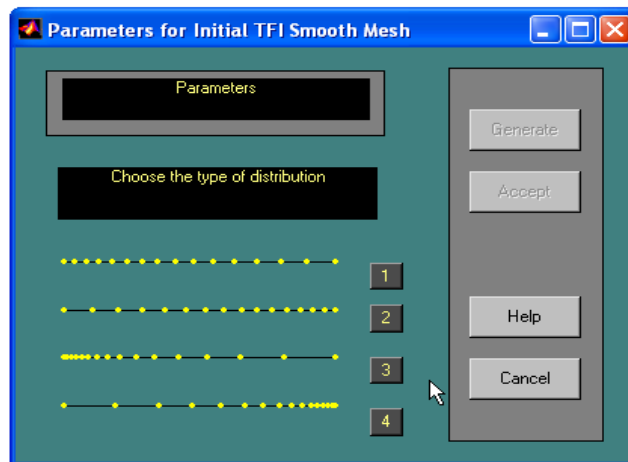 Parameters for Initial TFI Smooth Mesh
Parameters
Choose the type of distribution
1
2
3
4
Generate
Accept
Help
Cancel